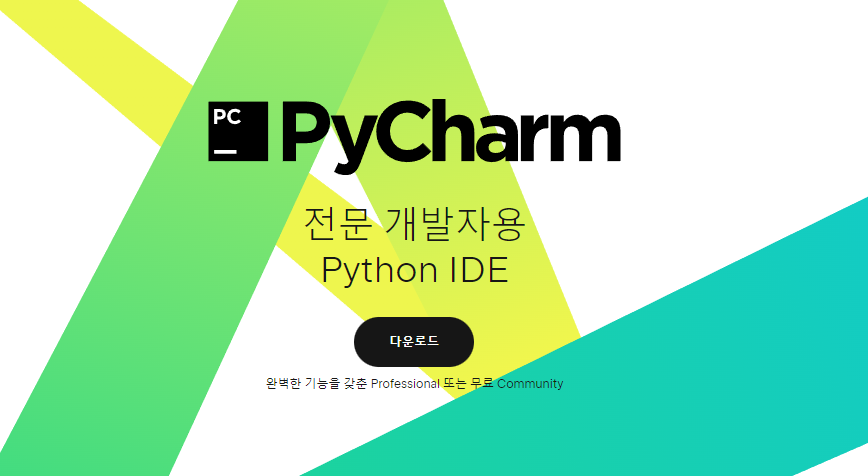 PC
PyCharm
전문 개발자용
Python IDE
다운로드
완벽한 기능을 갖춘 Professional 또는 무료 Community